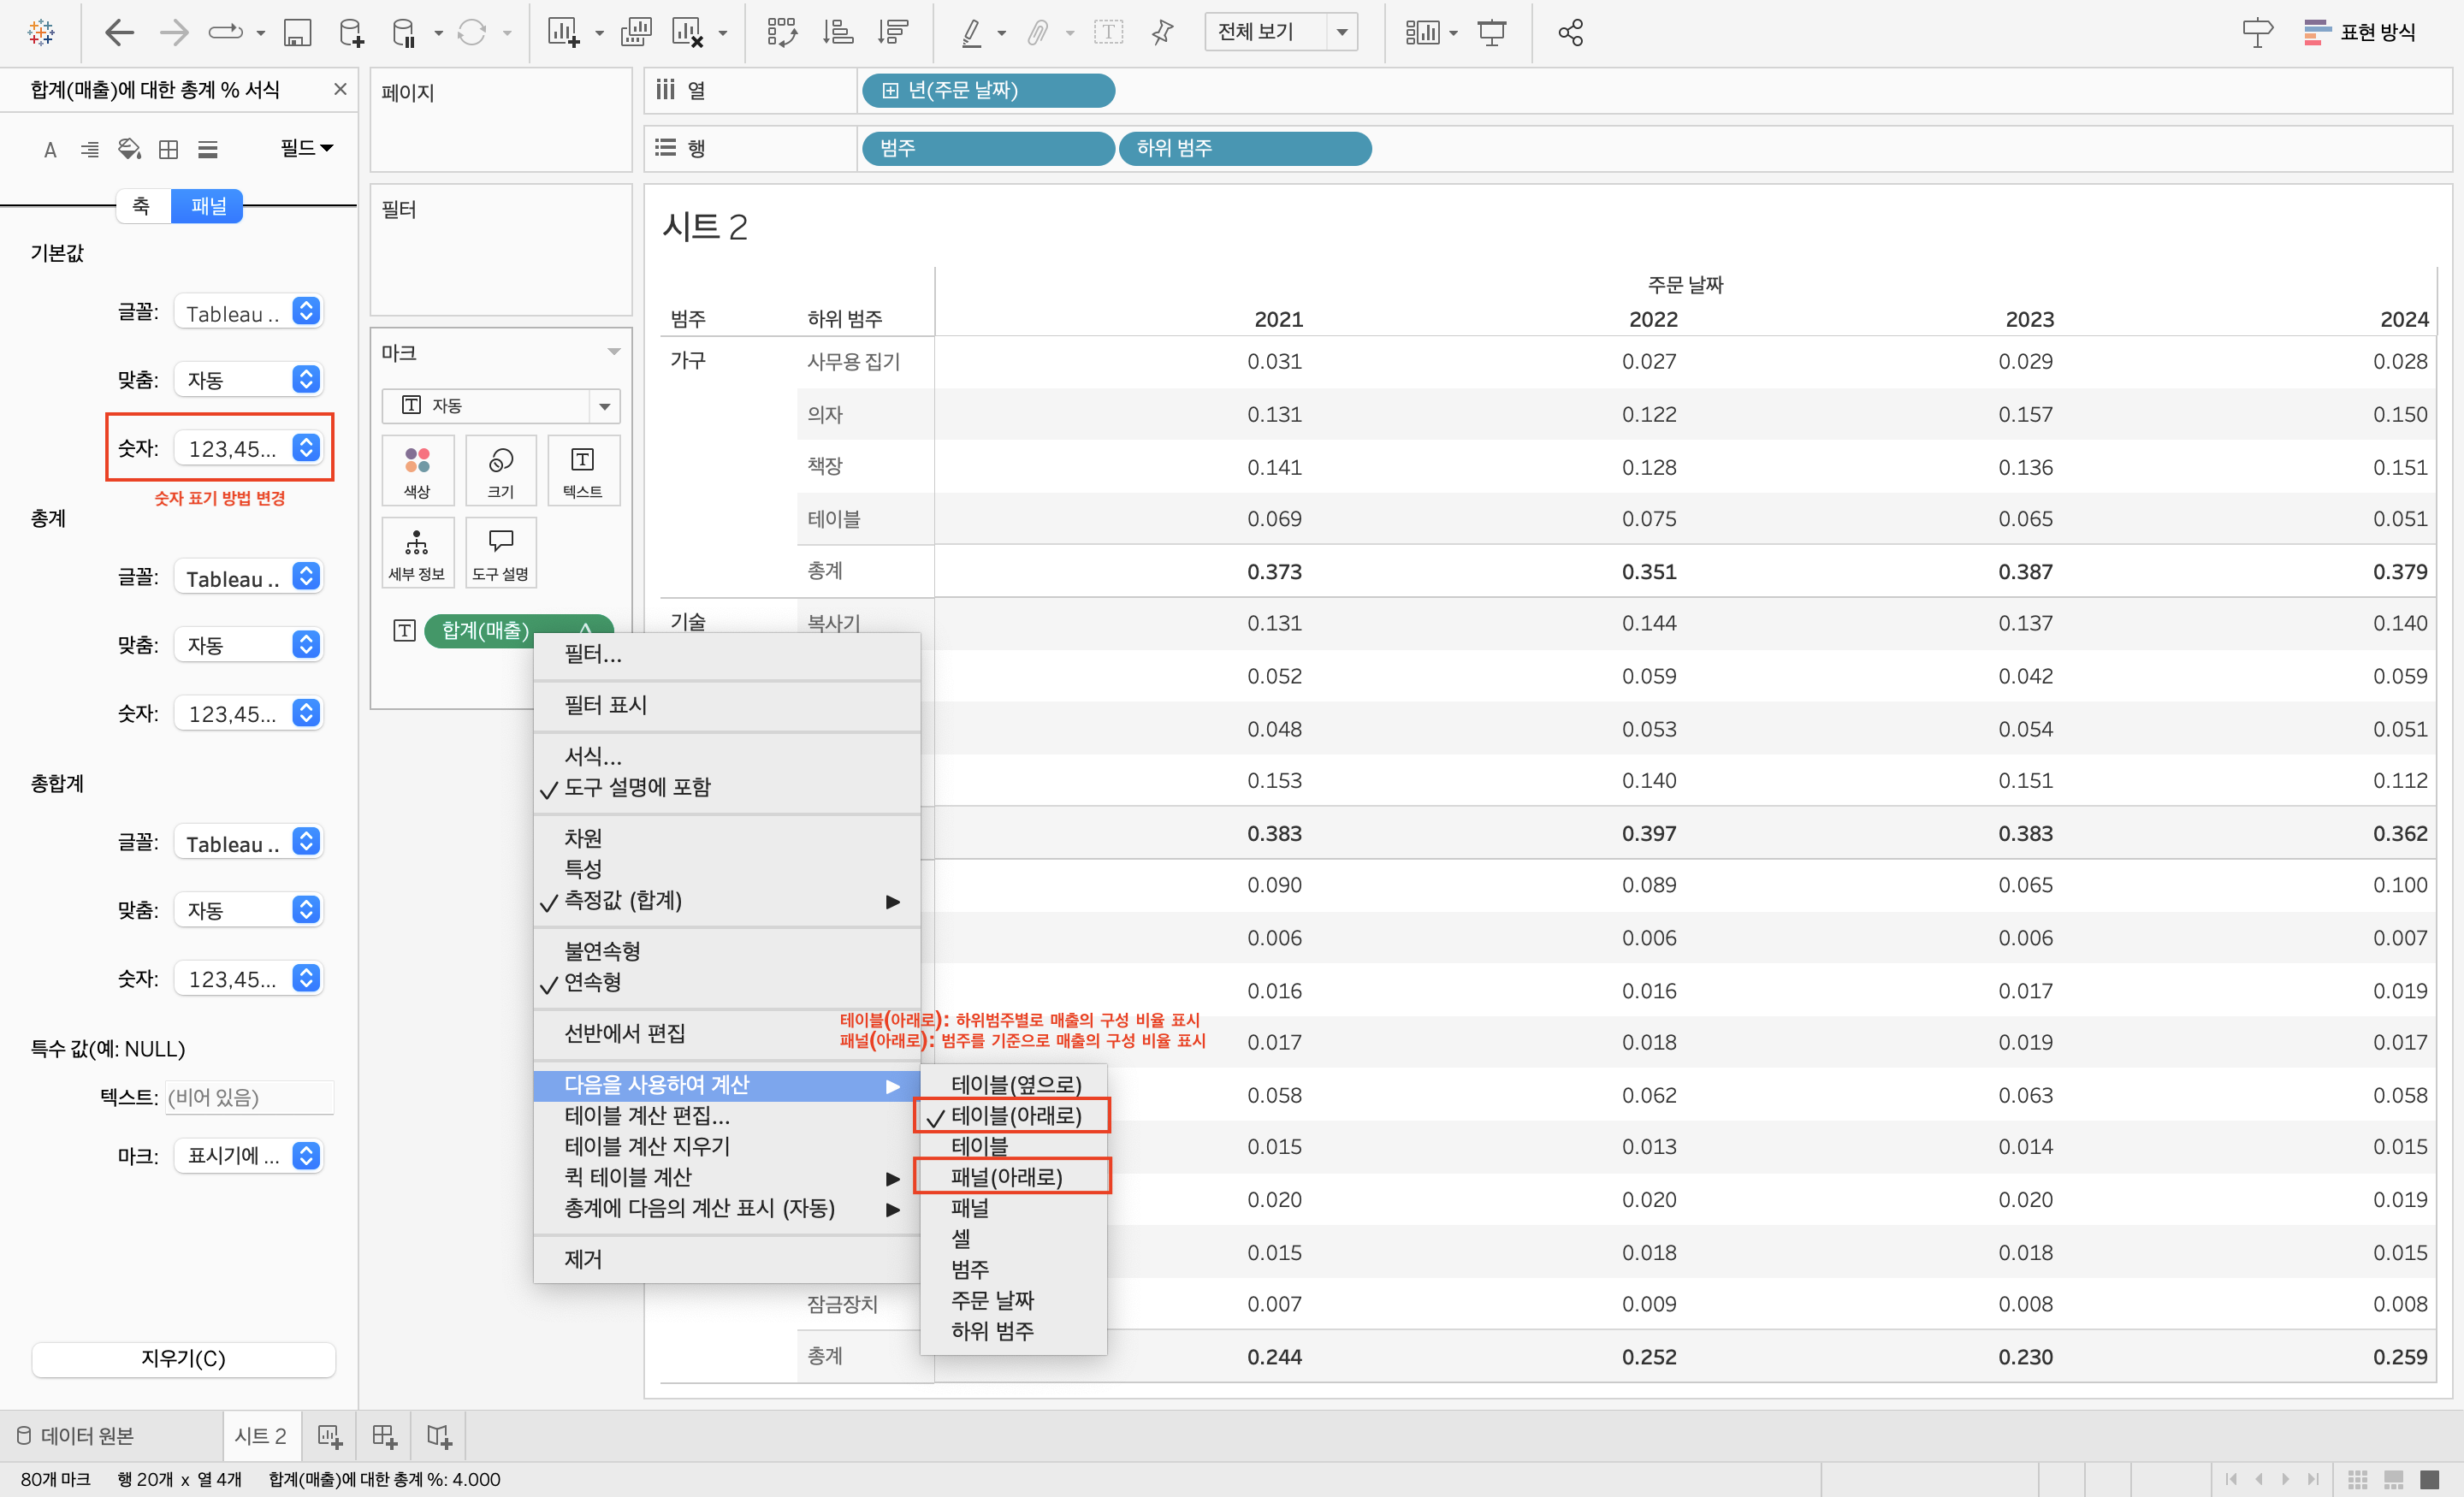 전체 보기
표현 방식
합계(매출)에 대한 총계 % 서식
A
필드
축
패널
기본값
글꼴: Tableau ..
맞춤: 자동
숫자: 123,45...
숫자 표기 방법 변경
총계
글꼴: Tableau ..
맞춤: 자동
숫자: 123,45...
총합계
글꼴: Tableau ..
맞춤: 자동
숫자: 123,45...
특수 값(예: NULL)
텍스트: (비어 있음)
마크: 표시기에 ...
지우기(C)
페이지
필터
마크
자동
색상
크기
텍스트
세부 정보
도구 설명
합계(매출)
열
년(주문 날짜)
행
범주
하위 범주
시트 2
주문 날짜
범주 하위 범주 2021 2022 2023 2024
가구 사무용 집기 0.031 0.027 0.029 0.028
의자 0.131 0.122 0.157 0.150
책장 0.141 0.128 0.136 0.151
테이블 0.069 0.075 0.065 0.051
총계 0.373 0.351 0.387 0.379
기술 복사기 0.131 0.144 0.137 0.140
0.052 0.059 0.042 0.059
0.048 0.053 0.054 0.051
0.153 0.140 0.151 0.112
0.383 0.397 0.383 0.362
0.090 0.089 0.065 0.100
0.006 0.006 0.006 0.007
0.016 0.016 0.017 0.019
0.017 0.018 0.019 0.017
0.058 0.062 0.063 0.058
0.015 0.013 0.014 0.015
0.020 0.020 0.020 0.019
0.015 0.018 0.018 0.015
잠금장치 0.007 0.009 0.008 0.008
총계 0.244 0.252 0.230 0.259
필터...
필터 표시
서식...
도구 설명에 포함
차원
특성
측정값 (합계)
불연속형
연속형
선반에서 편집
다음을 사용하여 계산
테이블 계산 편집...
테이블 계산 지우기
퀵 테이블 계산
총계에 다음의 계산 표시 (자동)
제거
테이블(아래로): 하위범주별로 매출의 구성 비율 표시
패널(아래로): 범주를 기준으로 매출의 구성 비율 표시
테이블(옆으로)
테이블(아래로)
테이블
패널(아래로)
패널
셀
범주
주문 날짜
하위 범주
데이터 원본
시트 2
80개 마크 행 20개 x 열 4개 합계(매출)에 대한 총계 %: 4.000